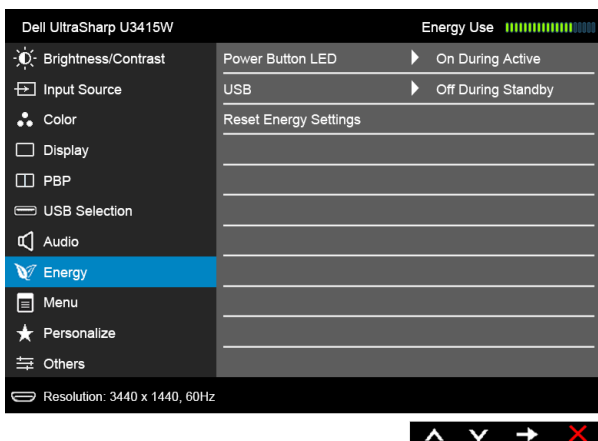 Dell UltraSharp U3415W
Energy Use
Brightness/Contrast
Power Button LED
On During Active
Input Source
USB
Off During Standby
Color
Reset Energy Settings
Display
PBP
USB Selection
Audio
Energy
Menu
Personalize
Others
Resolution: 3440 x 1440, 60Hz